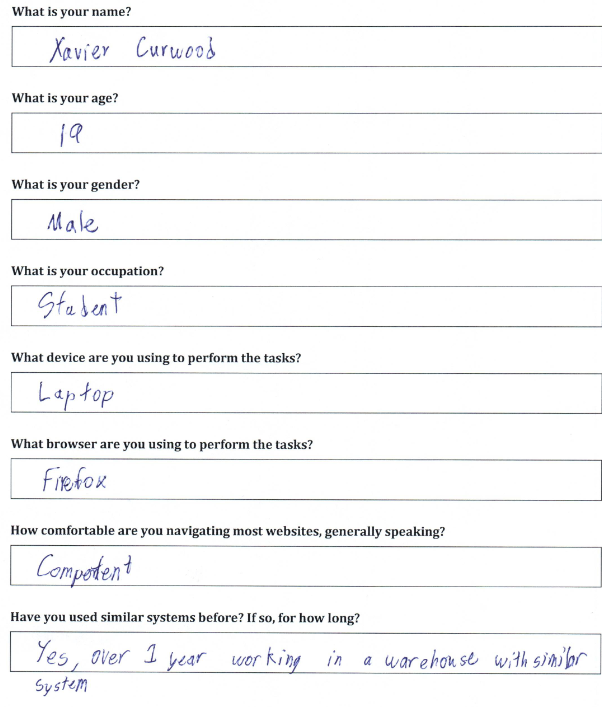 What is your name?
Xavier Curwood
What is your age?
19
What is your gender?
Male
What is your occupation?
Student
What device are you using to perform the tasks?
Laptop
What browser are you using to perform the tasks?
Firefox
How comfortable are you navigating most websites, generally speaking?
Competent
Have you used similar systems before? If so, for how long?
Yes, over 1 year working in a warehouse with similar
system